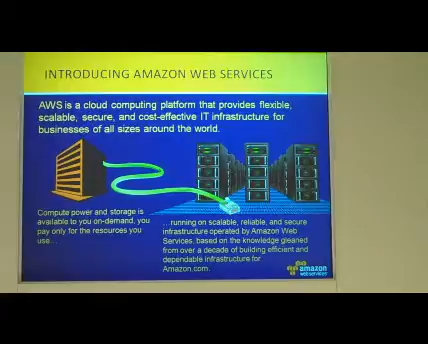 INTRODUCING AMAZON WEB SERVICES
AWS is a cloud computing platform that provides flexible,
scalable, secure, and cost-effective IT infrastructure for
businesses of all sizes around the world.
Compute power and storage is
available to you on-demand, you
pay only for the resources you
use...
... running on scalable, reliable, and secure
infrastructure operated by Amazon Web
Services, based on the knowledge gleaned
from over a decade of building efficient and
dependable infrastructure for
Amazon.com.
amazon
web services